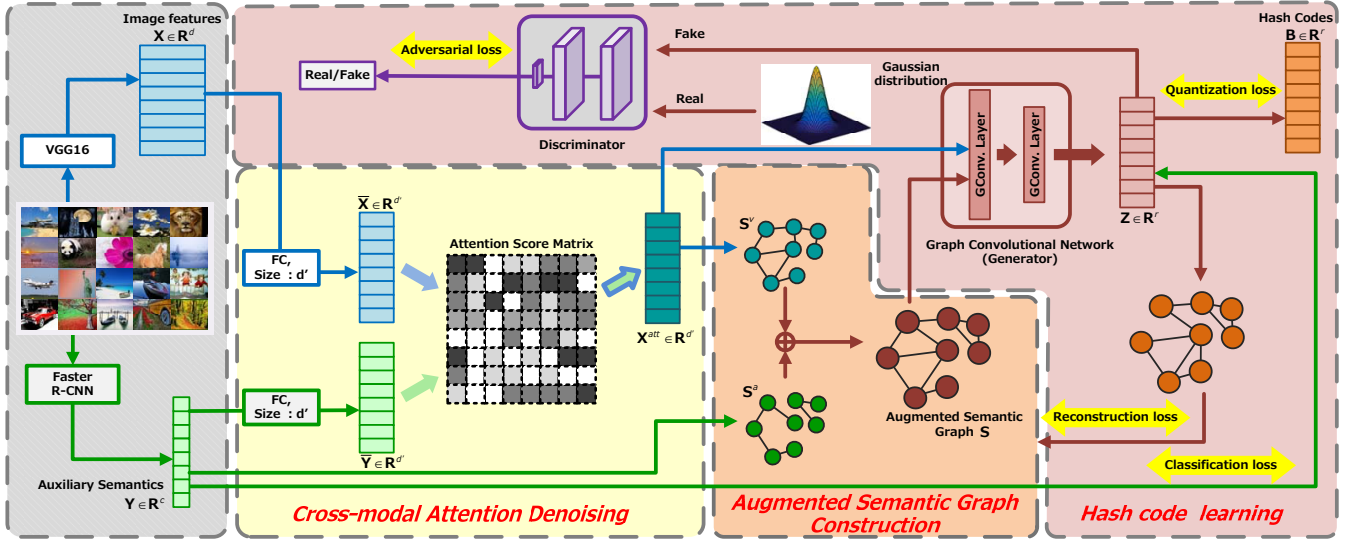 Image features
X ∈ R^d
VGG16
Faster
R-CNN
Auxiliary Semantics
Y ∈ R^c
Real/Fake
Adversarial loss
Discriminator
Fake
Real
Gaussian
distribution
GConv. Layer
GConv. Layer
Graph Convolutional Network
(Generator)
Hash Codes
B ∈ R^r
Quantization loss
Z ∈ R^r
FC,
Size : d'
X̅ ∈ R^d'
Attention Score Matrix
X^att ∈ R^d'
FC,
Size : d'
Y̅ ∈ R^d'
Cross-modal Attention Denoising
S^v
S^a
Augmented Semantic
Graph S
Augmented Semantic Graph
Construction
Reconstruction loss
Classification loss
Hash code learning